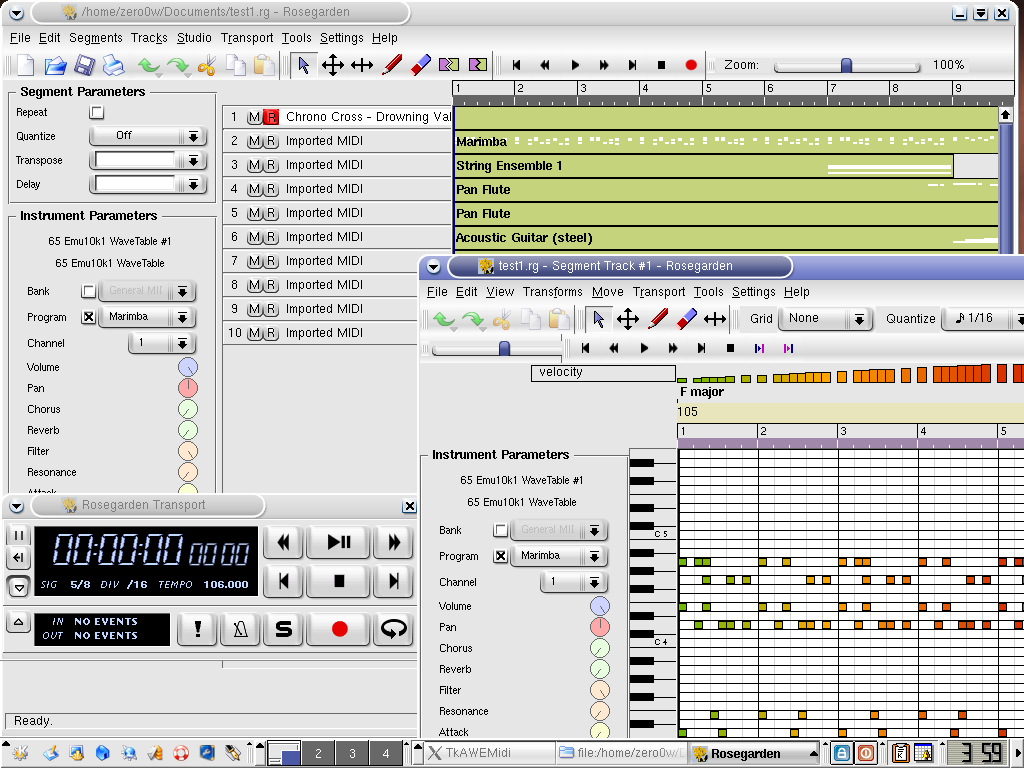 /home/zero0w/Documents/test1.rg - Rosegarden
File Edit Segments Tracks Studio Transport Tools Settings Help
Zoom: 100%
Segment Parameters
Repeat
Quantize Off
Transpose
Delay
Instrument Parameters
65 Emu10k1 WaveTable #1
65 Emu10k1 WaveTable
Bank General MII
Program Marimba
Channel 1
Volume
Pan
Chorus
Reverb
Filter
Resonance
Attack
1 2 3 4 5 6 7 8 9
1 M R Chrono Cross - Drowning Val
2 M R Imported MIDI
3 M R Imported MIDI
4 M R Imported MIDI
5 M R Imported MIDI
6 M R Imported MIDI
7 M R Imported MIDI
8 M R Imported MIDI
9 M R Imported MIDI
10 M R Imported MIDI
Marimba
String Ensemble 1
Pan Flute
Pan Flute
Acoustic Guitar (steel)
test1.rg - Segment Track #1 - Rosegarden
File Edit View Transforms Move Transport Tools Settings Help
Grid None Quantize 1/16
velocity
F major
105
1 2 3 4 5
Instrument Parameters
65 Emu10k1 WaveTable #1
65 Emu10k1 WaveTable
Bank General MII
Program Marimba
Channel 1
Volume
Pan
Chorus
Reverb
Filter
Resonance
Attack
C 5
C 4
Rosegarden Transport
00:00:00 0000
SIG 5/8 DIV /16 TEMPO 106.000
IN NO EVENTS
OUT NO EVENTS
! S
Ready.
2 3 4
TkAWEMidi
file:/home/zero0w/D
Rosegarden
3 59